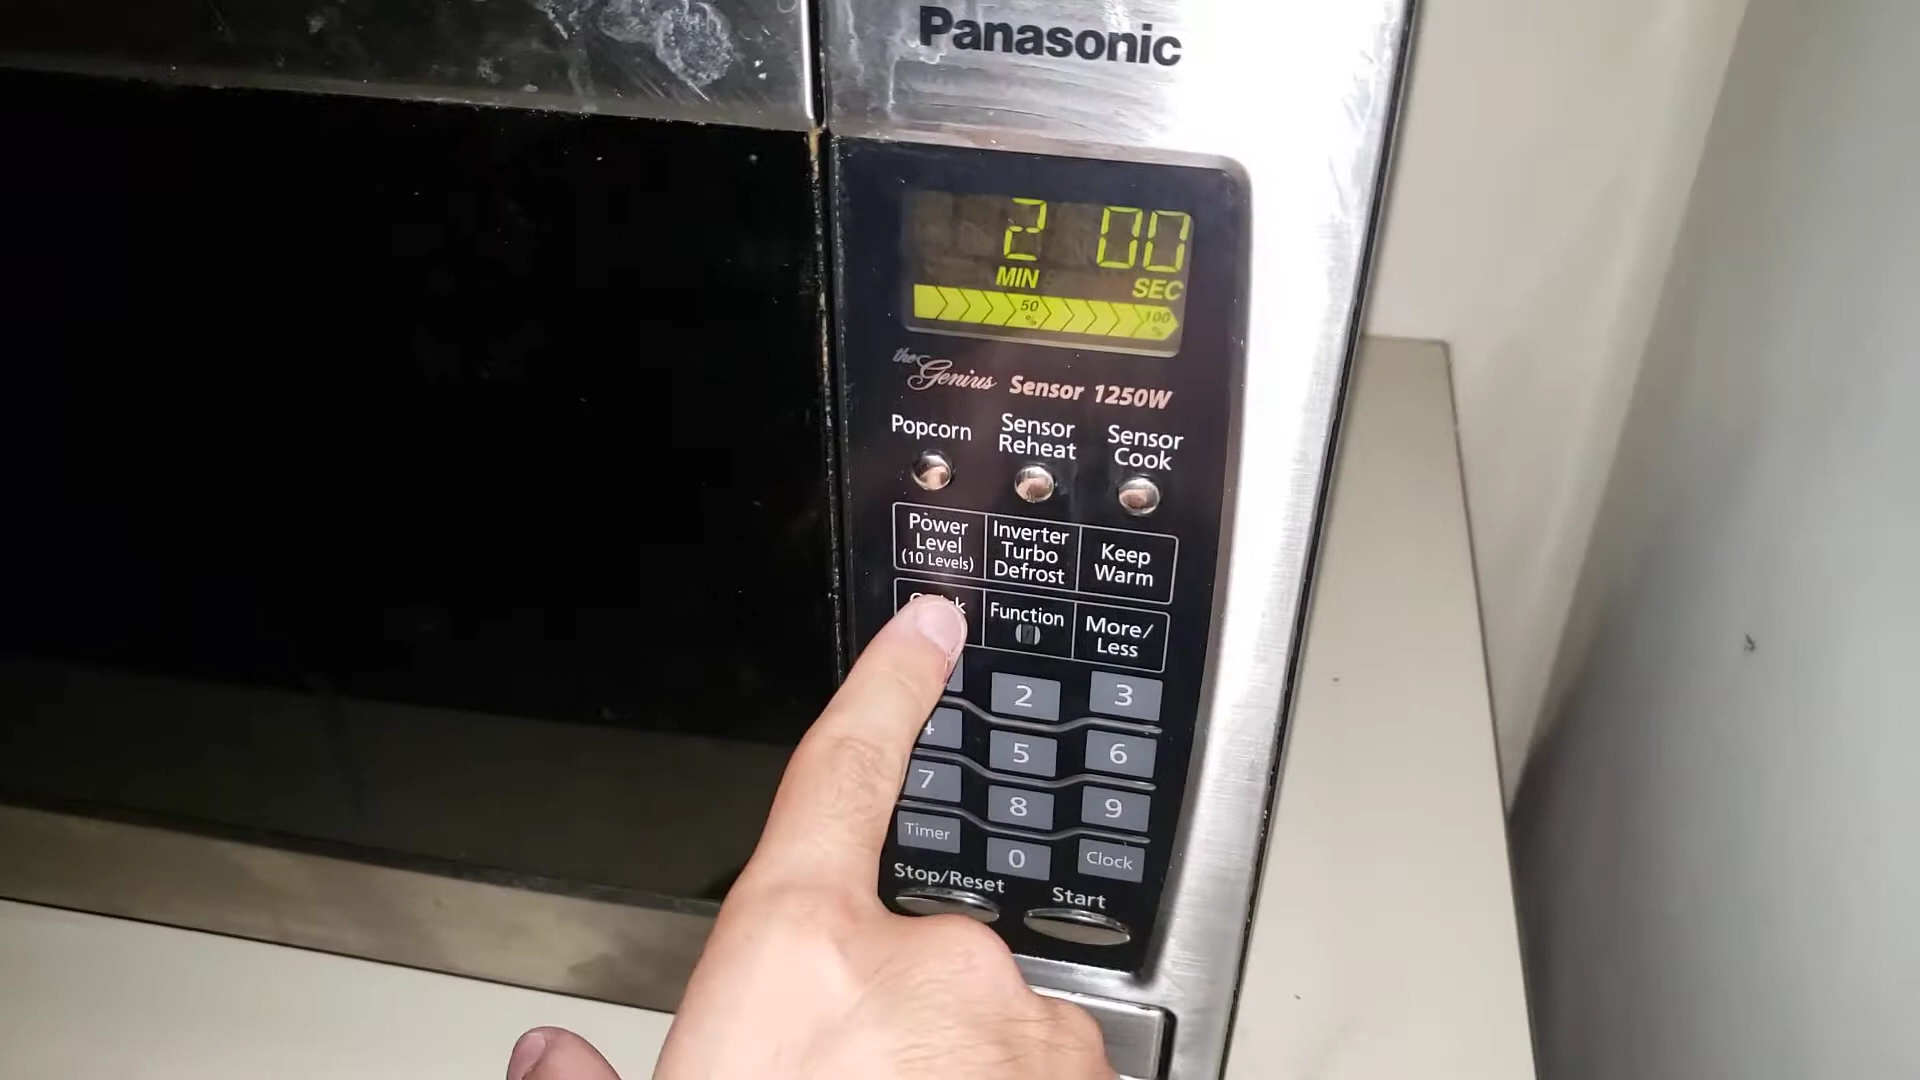 Panasonic
2 00
MIN SEC
50 % 100 %
the Genius Sensor 1250W
Popcorn
Sensor
Reheat
Sensor
Cook
Power
Level
(10 Levels)
Inverter
Turbo
Defrost
Keep
Warm
Function
More/
Less
2 3
4 5 6
7 8 9
Timer 0 Clock
Stop/Reset Start